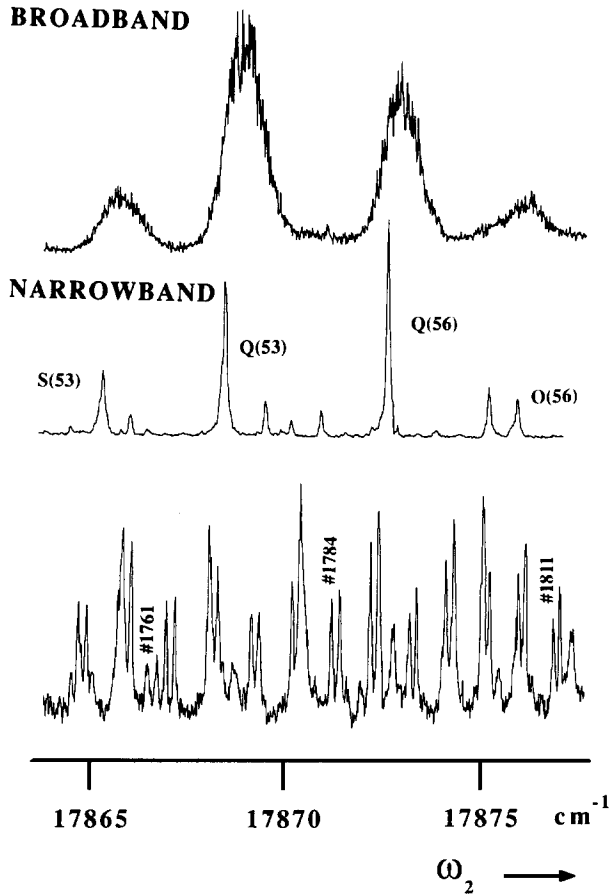 BROADBAND
NARROWBAND
S(53)
Q(53)
Q(56)
O(56)
#1761
#1784
#1811
17865
17870
17875
cm-1
ω2